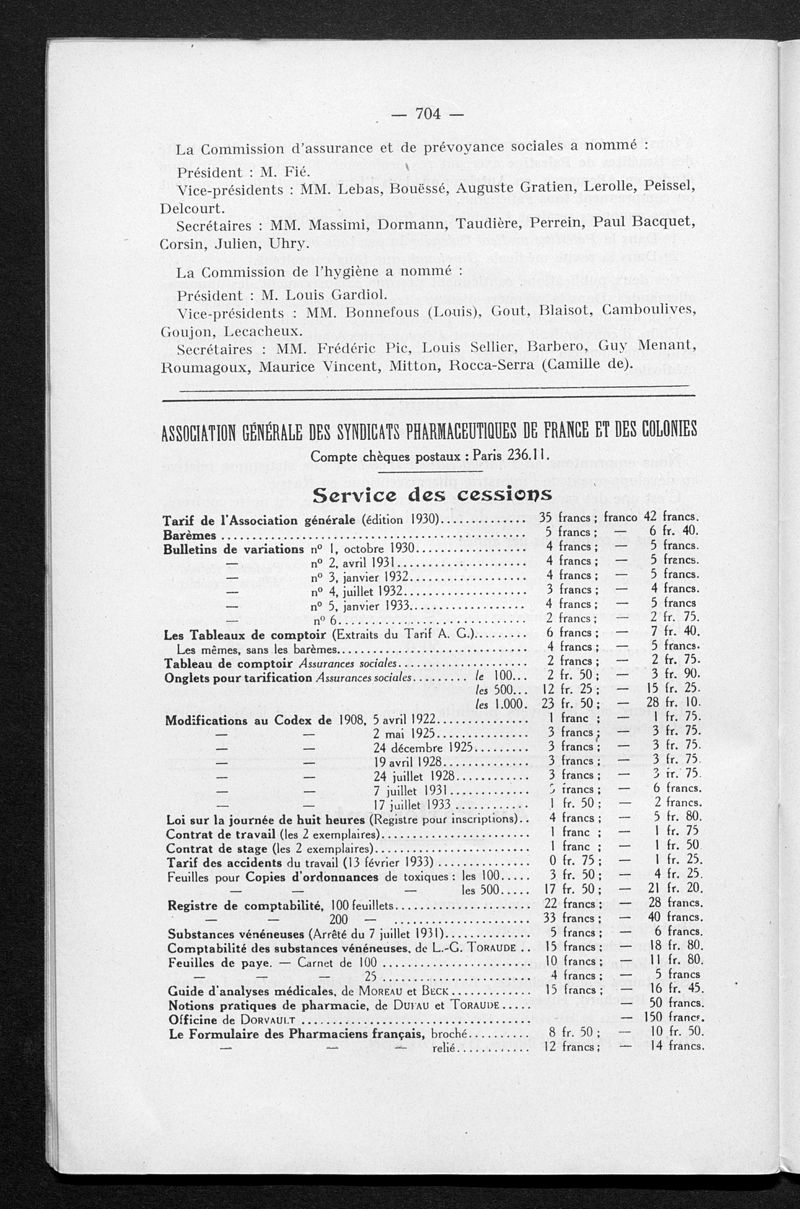 — 704 —
La Commission d'assurance et de prévoyance sociales a nommé :
Président : M. Fié.
Vice-présidents : MM. Lebas, Bouëssé, Auguste Gratien, Lerolle, Peissel,
Delcourt.
Secrétaires : MM. Massimi, Dormann, Taudière, Perrein, Paul Bacquet,
Corsin, Julien, Uhry.
La Commission de l'hygiène a nommé :
Président : M. Louis Gardiol.
Vice-présidents : MM. Bonnefous (Louis), Gout, Blaisot, Camboulives,
Goujon, Lecacheux.
Secrétaires : MM. Frédéric Pic, Louis Sellier, Barbero, Guy Menant,
Roumagoux, Maurice Vincent, Mitton, Rocca-Serra (Camille de).
ASSOCIATION GÉNÉRALE DES SYNDICATS PHARMACEUTIQUES DE FRANCE ET DES COLONIES
Compte chèques postaux : Paris 236.11.
Service des cessions
Tarif de l'Association générale (édition 1930).............. 35 francs ; franco 42 francs.
Barèmes ................................................ 5 francs ; — 6 fr. 40.
Bulletins de variations nº 1, octobre 1930.................. 4 francs ; — 5 francs.
— nº 2, avril 1931..................... 4 francs ; — 5 francs.
— nº 3, janvier 1932................... 4 francs ; — 5 francs.
— nº 4, juillet 1932.................... 3 francs ; — 4 francs.
— nº 5, janvier 1933................... 4 francs ; — 5 francs
— nº 6.............................. 2 francs ; — 2 fr. 75.
Les Tableaux de comptoir (Extraits du Tarif A. G.)......... 6 francs ; — 7 fr. 40.
Les mêmes, sans les barèmes............................... 4 francs ; — 5 francs.
Tableau de comptoir Assurances sociales..................... 2 francs ; — 2 fr. 75.
Onglets pour tarification Assurances sociales......... le 100... 2 fr. 50 ; — 3 fr. 90.
les 500... 12 fr. 25 ; — 15 fr. 25.
les 1.000. 23 fr. 50 ; — 28 fr. 10.
Modifications au Codex de 1908, 5 avril 1922............... 1 franc ; — 1 fr. 75.
— — 2 mai 1925............... 3 francs ; — 3 fr. 75.
— — 24 décembre 1925......... 3 francs ; — 3 fr. 75.
— — 19 avril 1928.............. 3 francs ; — 3 fr. 75.
— — 24 juillet 1928............ 3 francs ; — 3 fr. 75.
— — 7 juillet 1931............. 5 francs ; — 6 francs.
— — 17 juillet 1933 ............ 1 fr. 50 ; — 2 francs.
Loi sur la journée de huit heures (Registre pour inscriptions).. 4 francs ; — 5 fr. 80.
Contrat de travail (les 2 exemplaires)........................ 1 franc ; — 1 fr. 75
Contrat de stage (les 2 exemplaires)......................... 1 franc ; — 1 fr. 50
Tarif des accidents du travail (13 février 1933) ............... 0 fr. 75 ; — 1 fr. 25.
Feuilles pour Copies d'ordonnances de toxiques : les 100..... 3 fr. 50 ; — 4 fr. 25.
— — — les 500..... 17 fr. 50 ; — 21 fr. 20.
Registre de comptabilité, 100 feuillets...................... 22 francs ; — 28 francs.
— — 200 — ...................... 33 francs ; — 40 francs.
Substances vénéneuses (Arrêté du 7 juillet 1931).............. 5 francs ; — 6 francs.
Comptabilité des substances vénéneuses, de L.-G. TORAUDE .. 15 francs ; — 18 fr. 80.
Feuilles de paye. — Carnet de 100 ........................ 10 francs ; — 11 fr. 80.
— — — 25 ........................ 4 francs ; — 5 francs
Guide d'analyses médicales, de MOREAU et BECK............. 15 francs ; — 16 fr. 45.
Notions pratiques de pharmacie, de DUFAU et TORAUDE..... — 50 francs.
Officine de DORVAULT ..................................... — 150 francs.
Le Formulaire des Pharmaciens français, broché.......... 8 fr. 50 ; — 10 fr. 50.
— — — relié............ 12 francs ; — 14 francs.